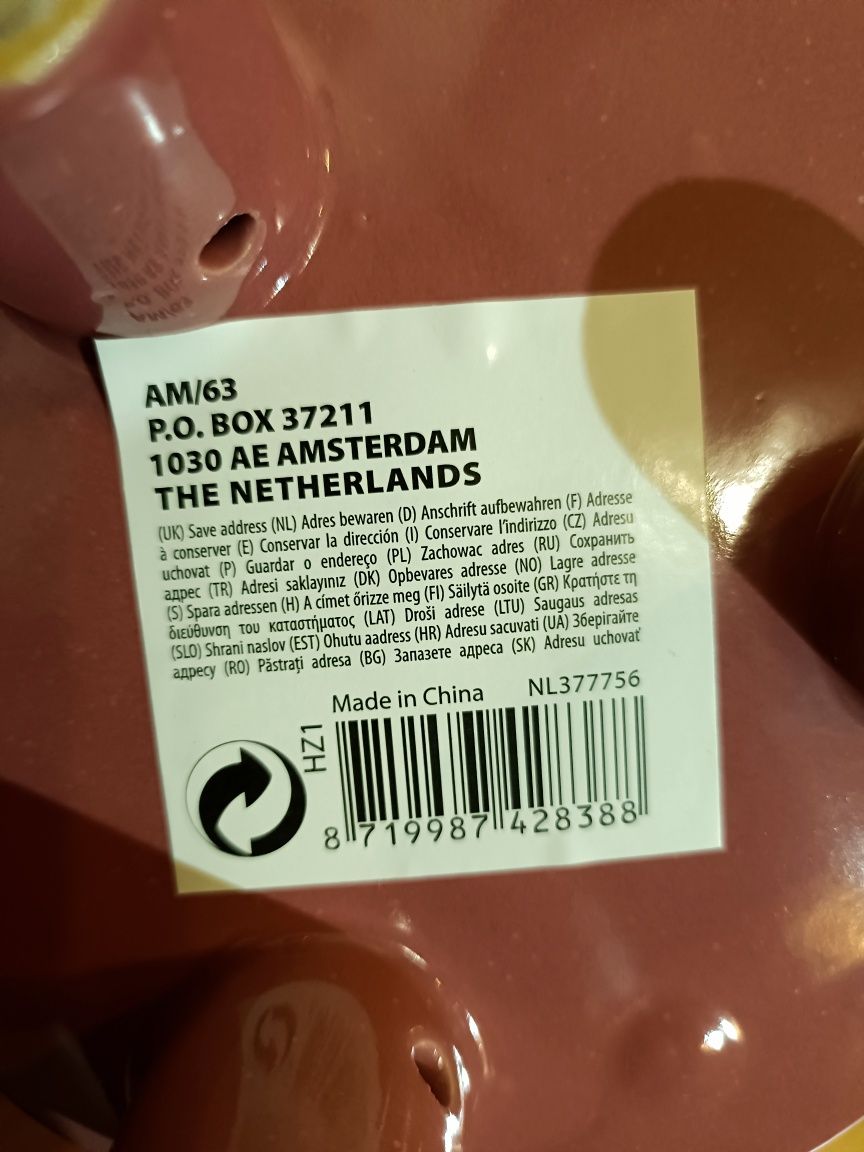 AM/63
P.O. BOX 37211
1030 AE AMSTERDAM
THE NETHERLANDS
(UK) Save address (NL) Adres bewaren (D) Anschrift aufbewahren (F) Adresse
à conserver (E) Conservar la dirección (I) Conservare l'indirizzo (CZ) Adresu
uchovat (P) Guardar o endereço (PL) Zachowac adres (RU) Сохранить
адрес (TR) Adresi saklayınız (DK) Opbevares adresse (NO) Lagre adresse
(S) Spara adressen (H) A címet őrizze meg (FI) Säilytä osoite (GR) Κρατήστε τη
διεύθυνση του καταστήματος (LAT) Droši adrese (LTU) Saugaus adresas
(SLO) Shrani naslov (EST) Ohutu aadress (HR) Adresu sacuvati (UA) Зберігайте
адресу (RO) Păstrați adresa (BG) Запазете адреса (SK) Adresu uchovať
Made in China NL377756
HZ1
8 719987 428388